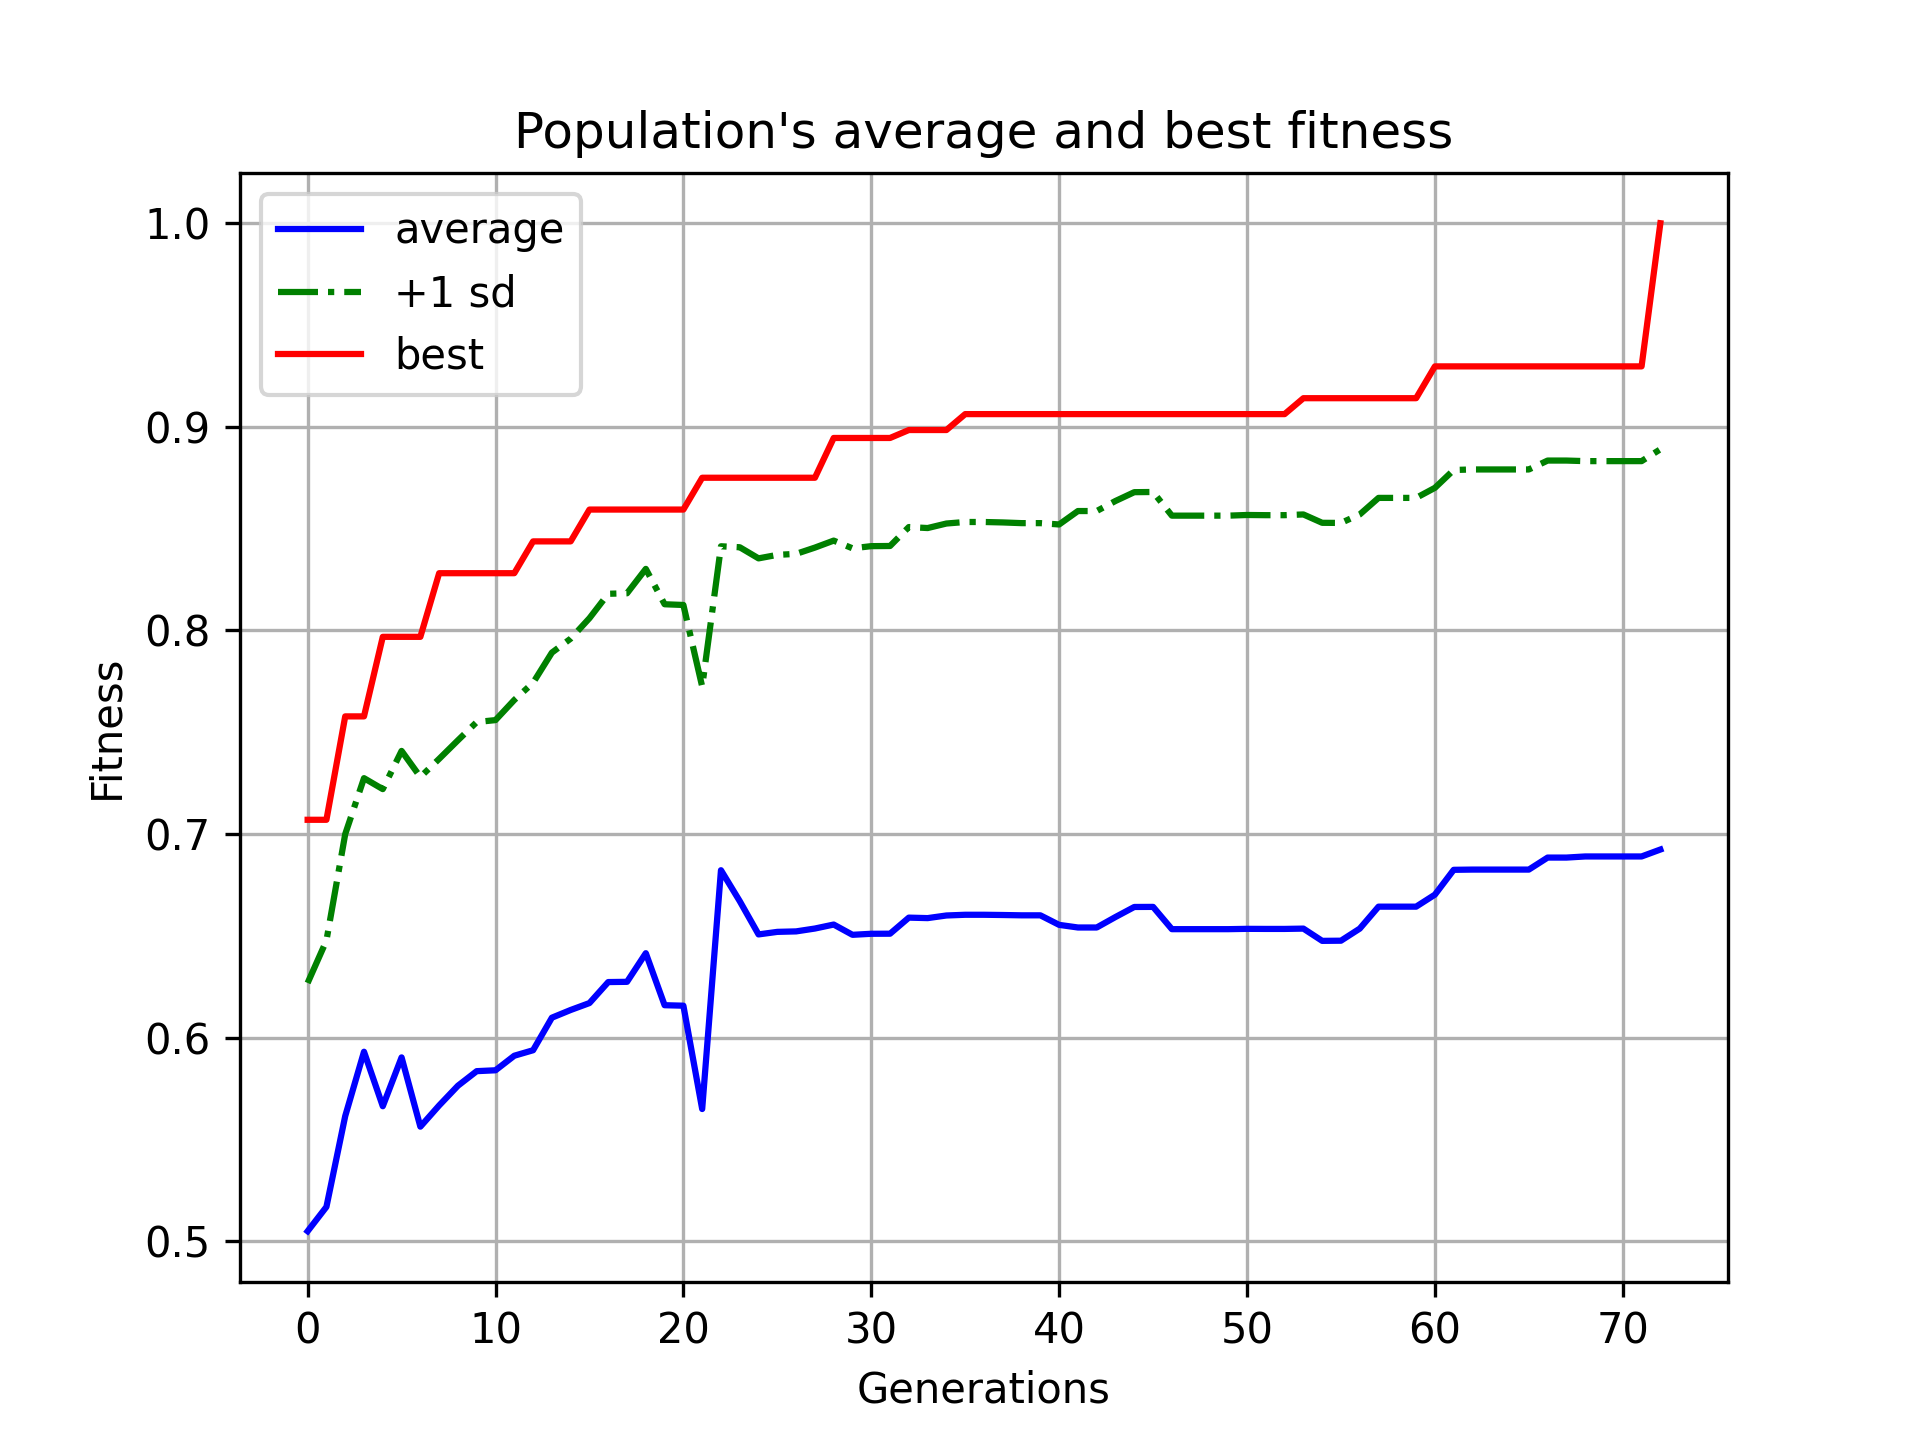 Population's average and best fitness
average
+1 sd
best
1.0
0.9
0.8
0.7
0.6
0.5
Fitness
0 10 20 30 40 50 60 70
Generations